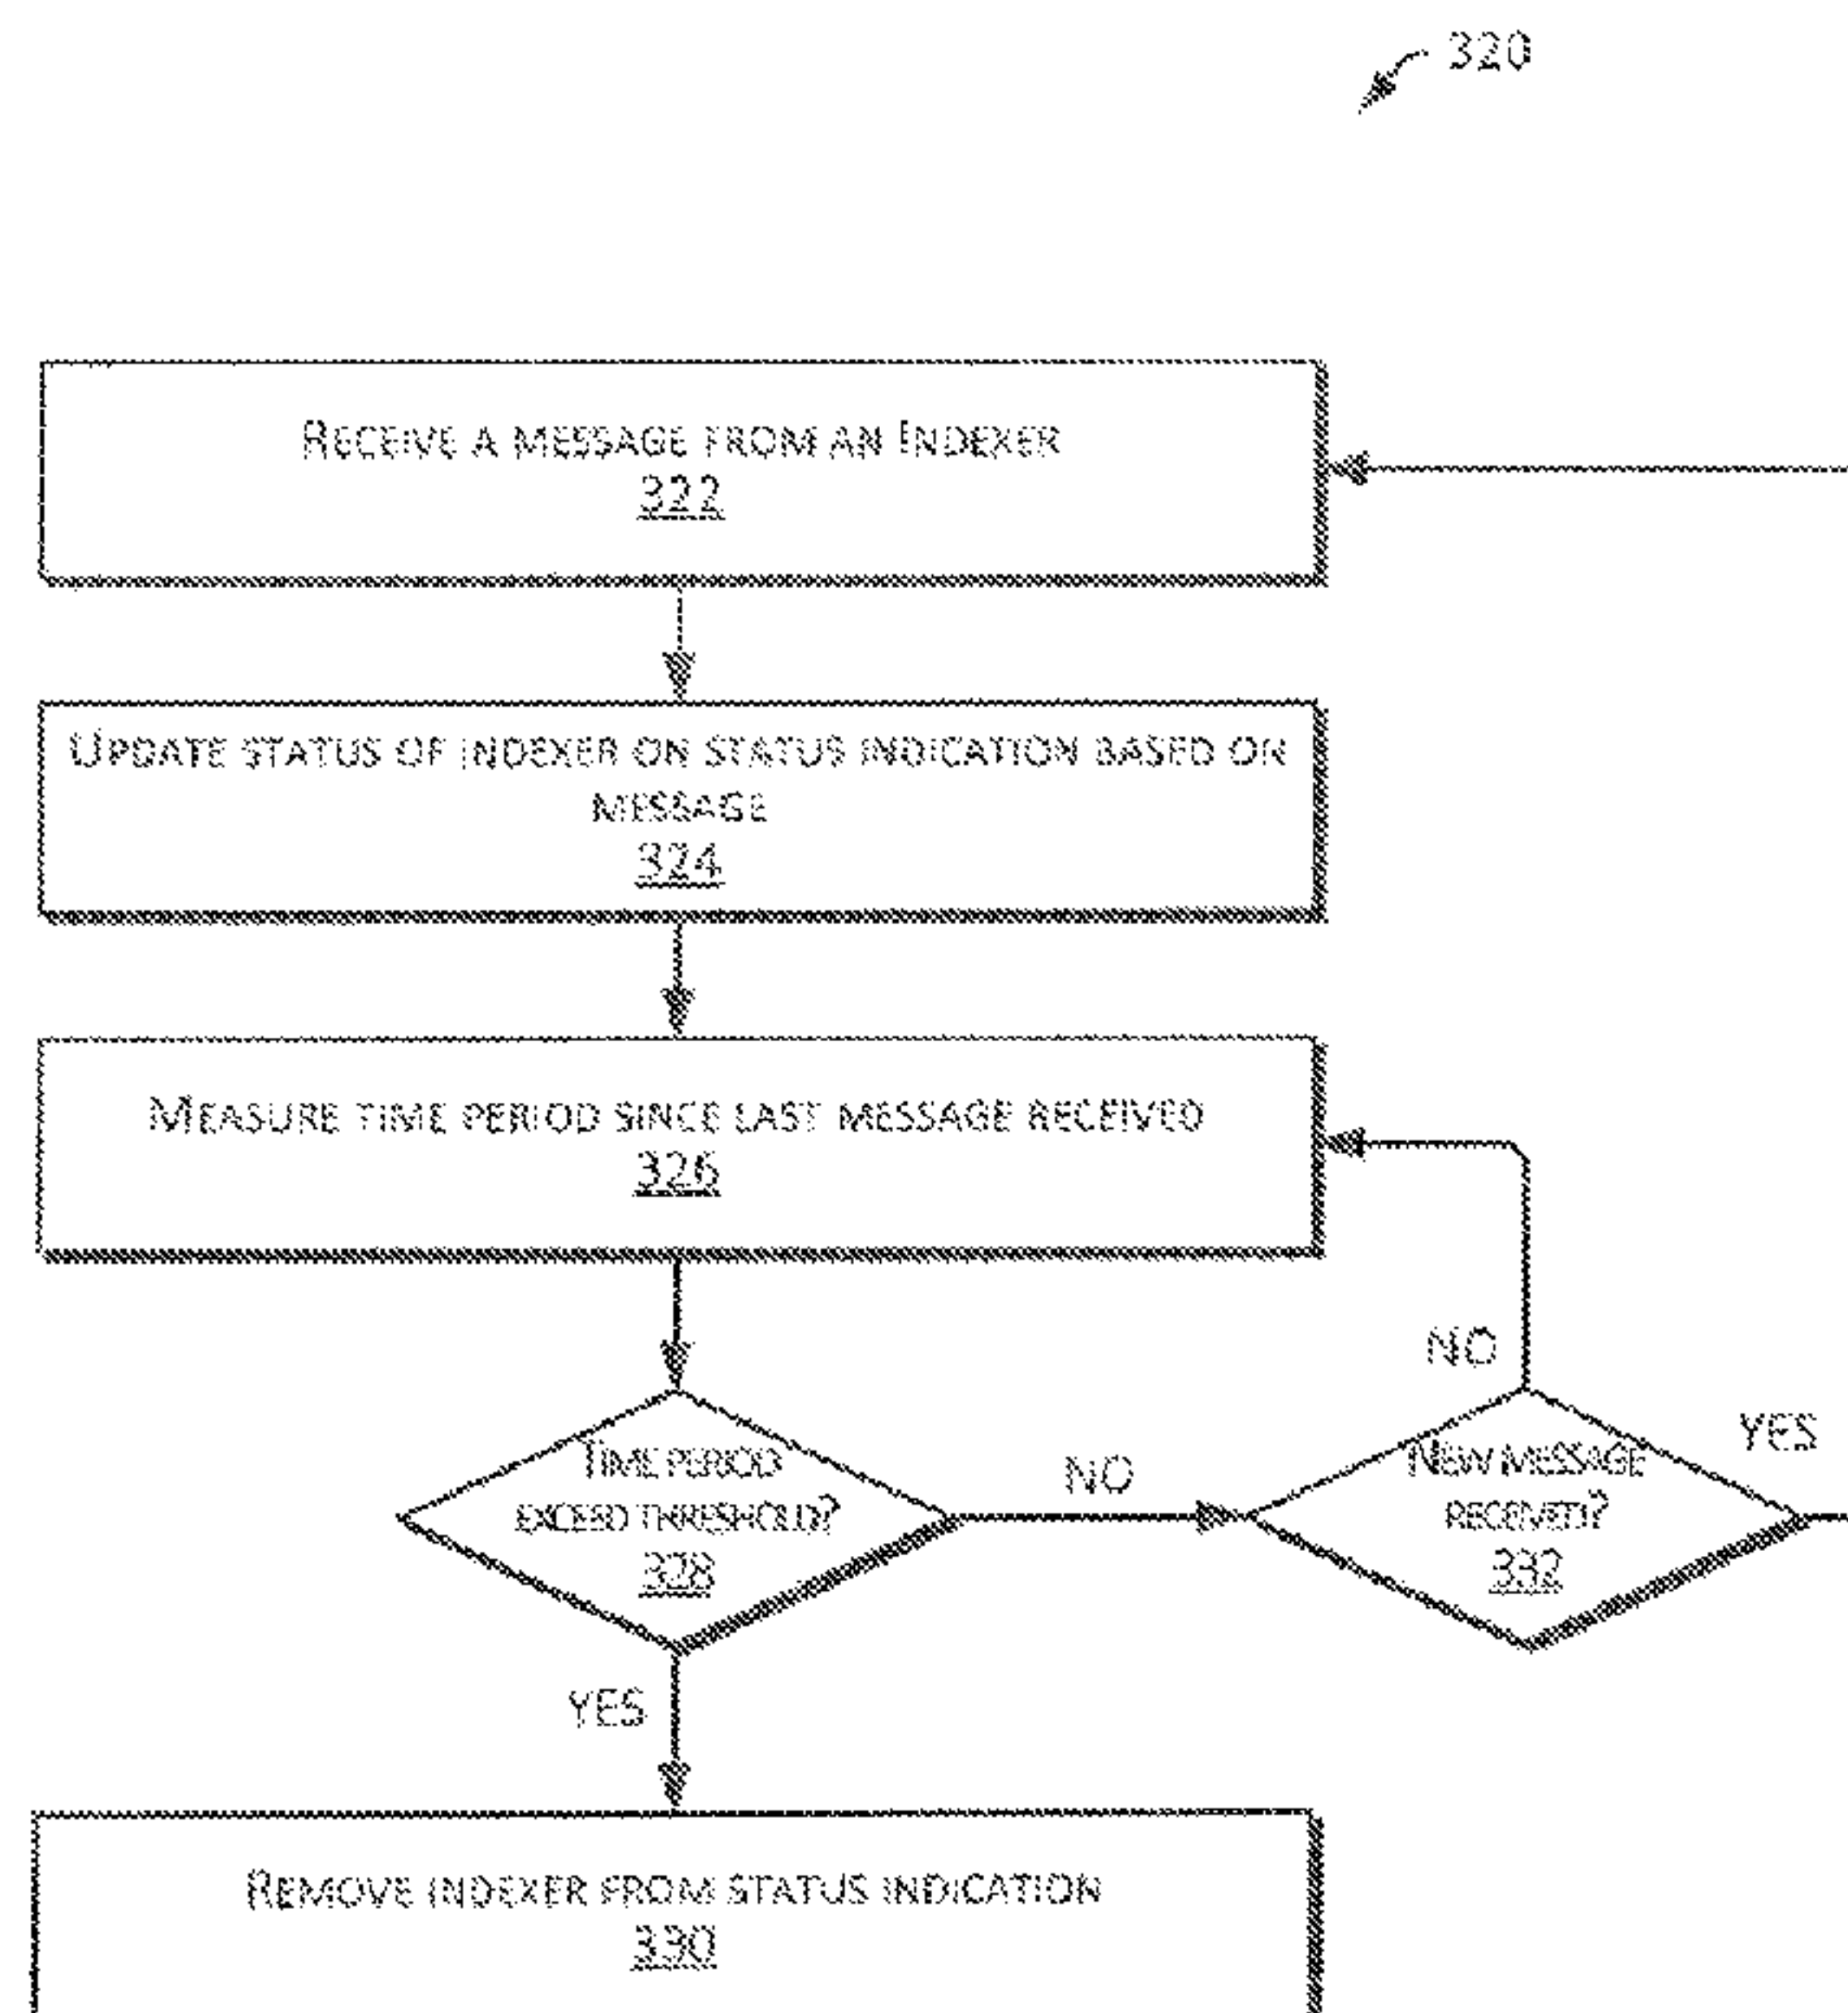 320
RECEIVE A MESSAGE FROM AN INDEXER
322
UPDATE STATUS OF INDEXER ON STATUS INDICATION BASED ON
MESSAGE
324
MEASURE TIME PERIOD SINCE LAST MESSAGE RECEIVED
326
NO
YES
TIME PERIOD
EXCEED THRESHOLD?
328
NO
NEW MESSAGE
RECEIVED?
332
YES
REMOVE INDEXER FROM STATUS INDICATION
330